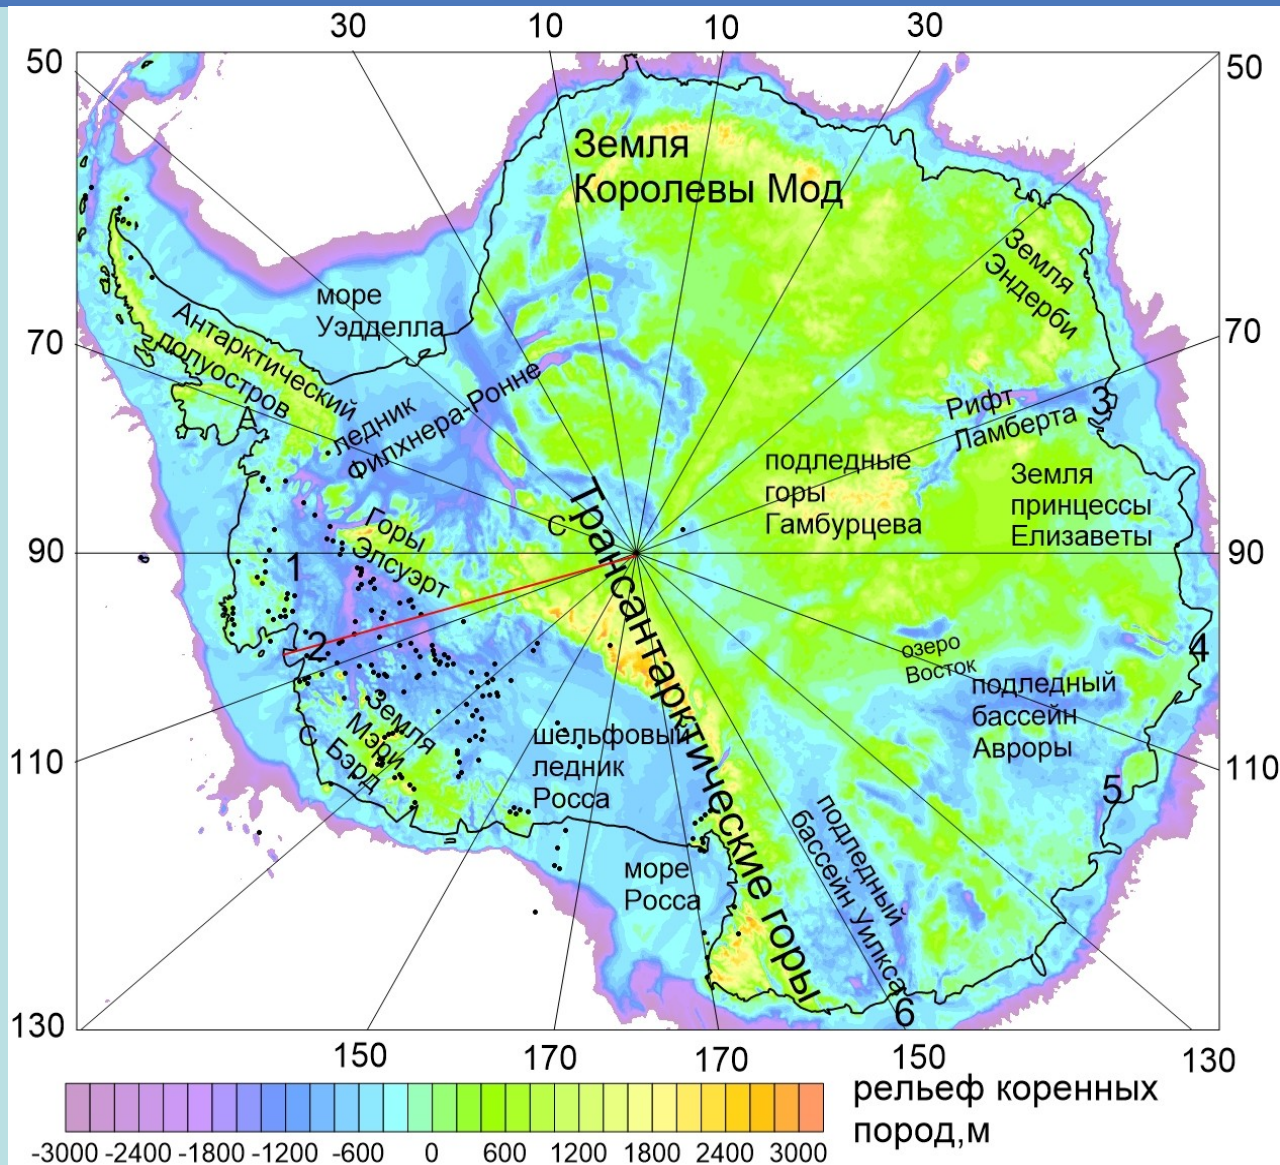 30
10
10
30
50
50
Земля
Королевы Мод
Земля
Эндерби
море
Уэдделла
70
70
Антарктический
полуостров
А
ледник
Филхнера-Ронне
Рифт
Ламберта
3
подледные
горы
Гамбурцева
Земля
принцессы
Елизаветы
Трансантарктические горы
С
Горы
Элсуэрт
90
90
1
2
озеро
Восток
4
подледный
бассейн
Авроры
Земля
Мэри
Бэрд
С
шельфовый
ледник
Росса
110
110
5
подледный
бассейн Уилкса
море
Росса
6
130
150
170
170
150
130
-3000 -2400 -1800 -1200 -600 0 600 1200 1800 2400 3000
рельеф коренных
пород,м